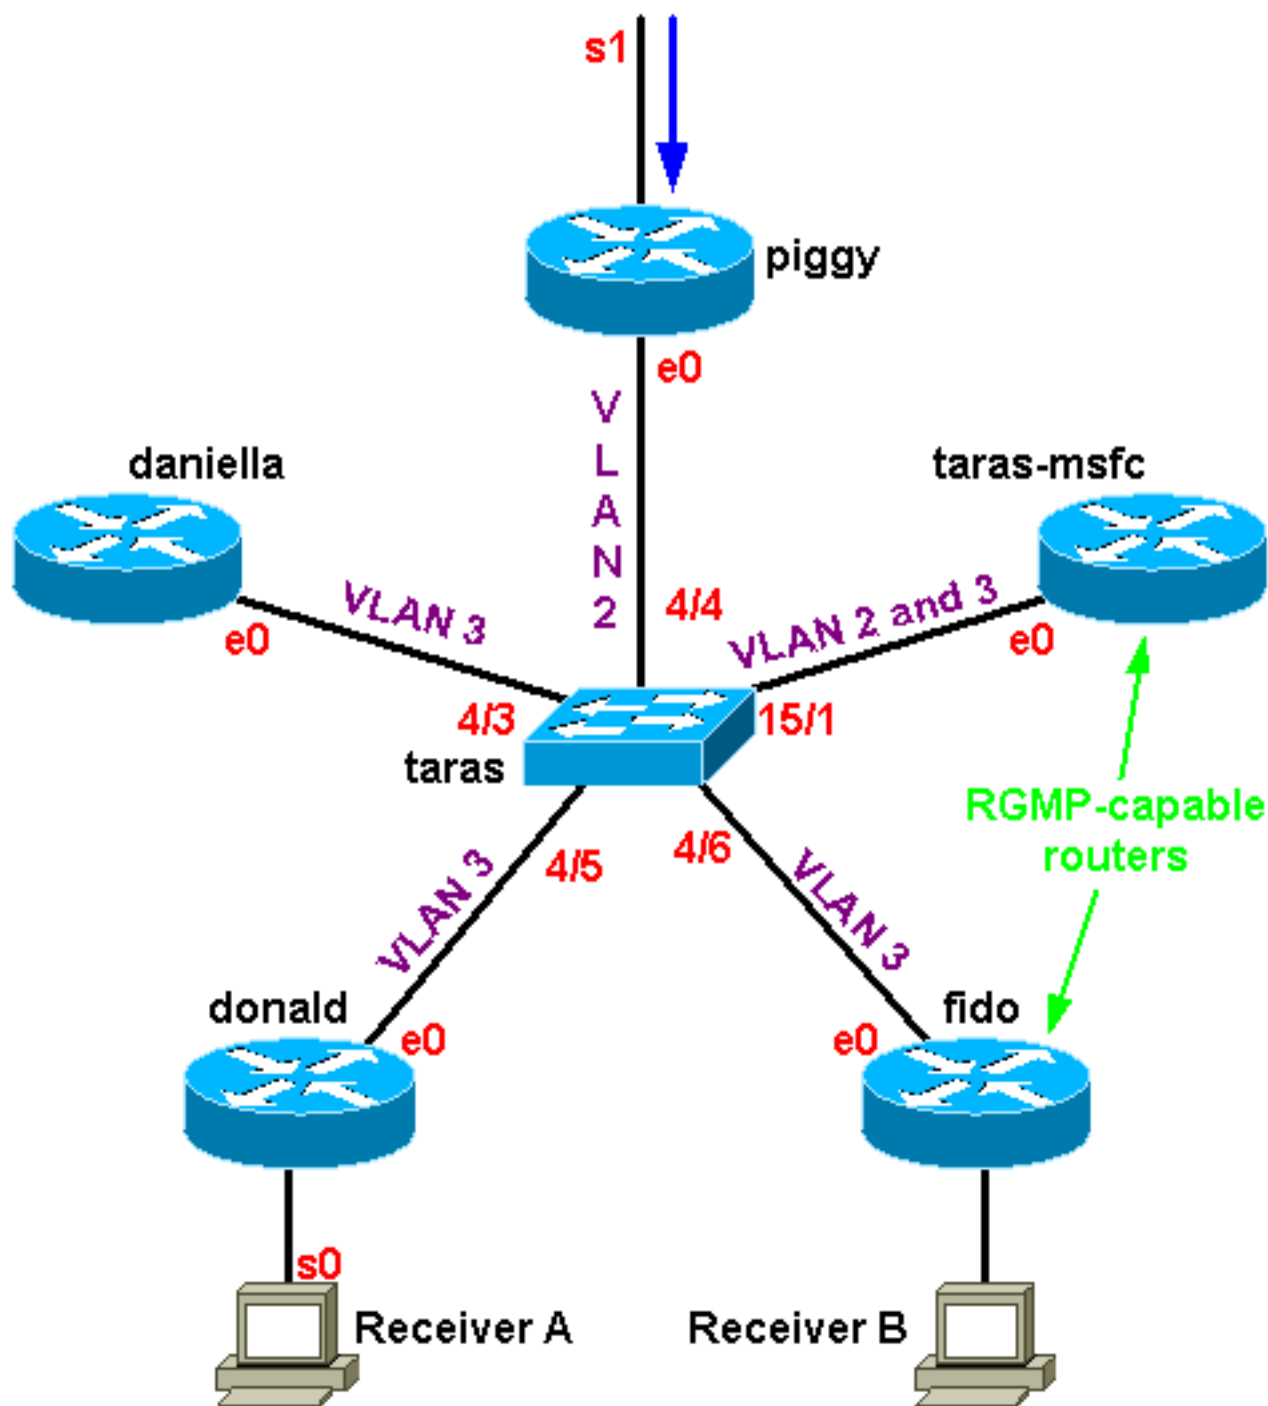 s1
piggy
e0
VLAN2
daniella
taras-msfc
VLAN 3
4/4
VLAN 2 and 3
e0
e0
4/3
15/1
taras
RGMP-capable
routers
4/5
4/6
VLAN 3
VLAN 3
donald
fido
e0
e0
s0
Receiver A
Receiver B